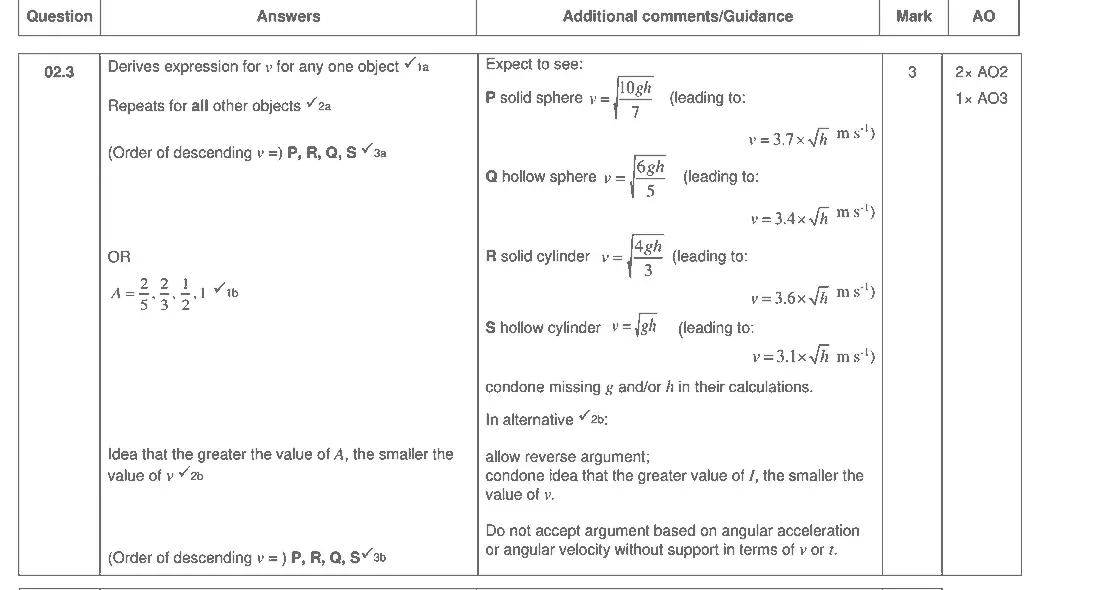 Question Answers Additional comments/Guidance Mark AO
02.3 Derives expression for v for any one object ✓1a Expect to see: 3 2× AO2
P solid sphere v = √(10gh/7) (leading to: 1× AO3
Repeats for all other objects ✓2a
v = 3.7 × √h m s⁻¹)
(Order of descending v =) P, R, Q, S ✓3a
Q hollow sphere v = √(6gh/5) (leading to:
v = 3.4 × √h m s⁻¹)
OR R solid cylinder v = √(4gh/3) (leading to:
A = 2/5, 2/3, 1/2, 1 ✓1b
v = 3.6 × √h m s⁻¹)
S hollow cylinder v = √gh (leading to:
v = 3.1 × √h m s⁻¹)
condone missing g and/or h in their calculations.
In alternative ✓2b:
Idea that the greater the value of A, the smaller the allow reverse argument;
value of v ✓2b condone idea that the greater value of I, the smaller the
value of v.
Do not accept argument based on angular acceleration
(Order of descending v = ) P, R, Q, S✓3b or angular velocity without support in terms of v or t.